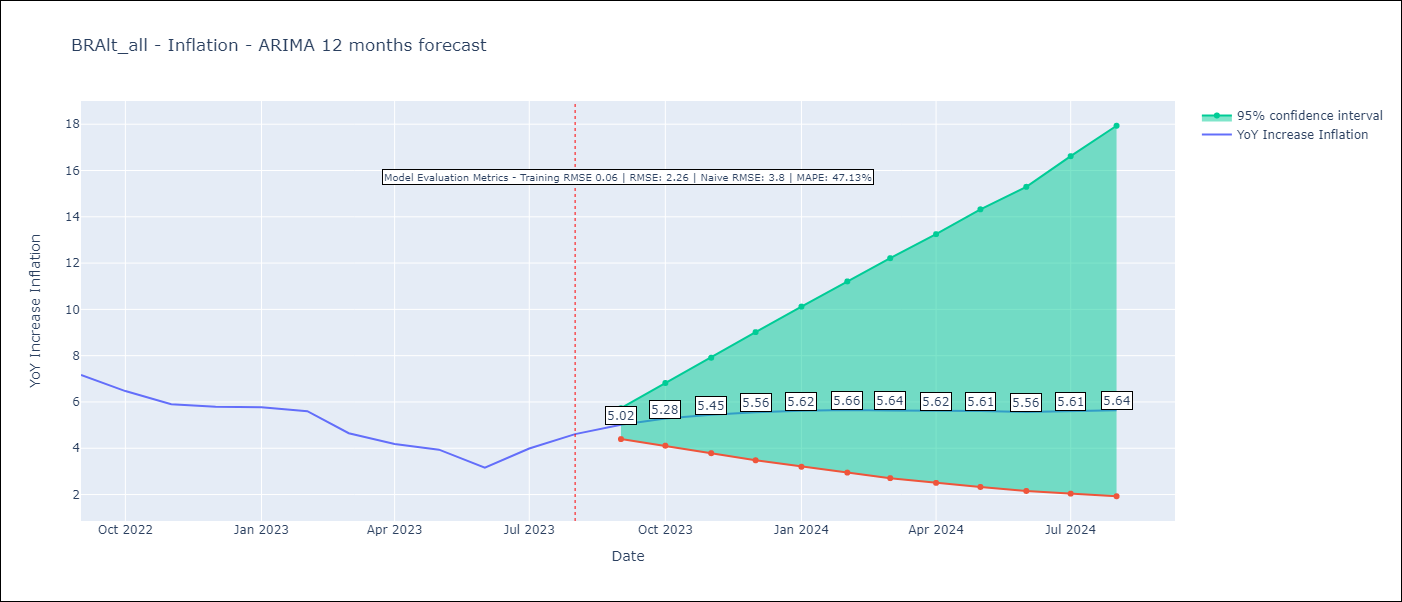 BRAlt_all - Inflation - ARIMA 12 months forecast
95% confidence interval
YoY Increase Inflation
Model Evaluation Metrics - Training RMSE 0.06 | RMSE: 2.26 | Naive RMSE: 3.8 | MAPE: 47.13%
YoY Increase Inflation
18
16
14
12
10
8
6
4
2
5.02 5.28 5.45 5.56 5.62 5.66 5.64 5.62 5.61 5.56 5.61 5.64
Oct 2022 Jan 2023 Apr 2023 Jul 2023 Oct 2023 Jan 2024 Apr 2024 Jul 2024
Date